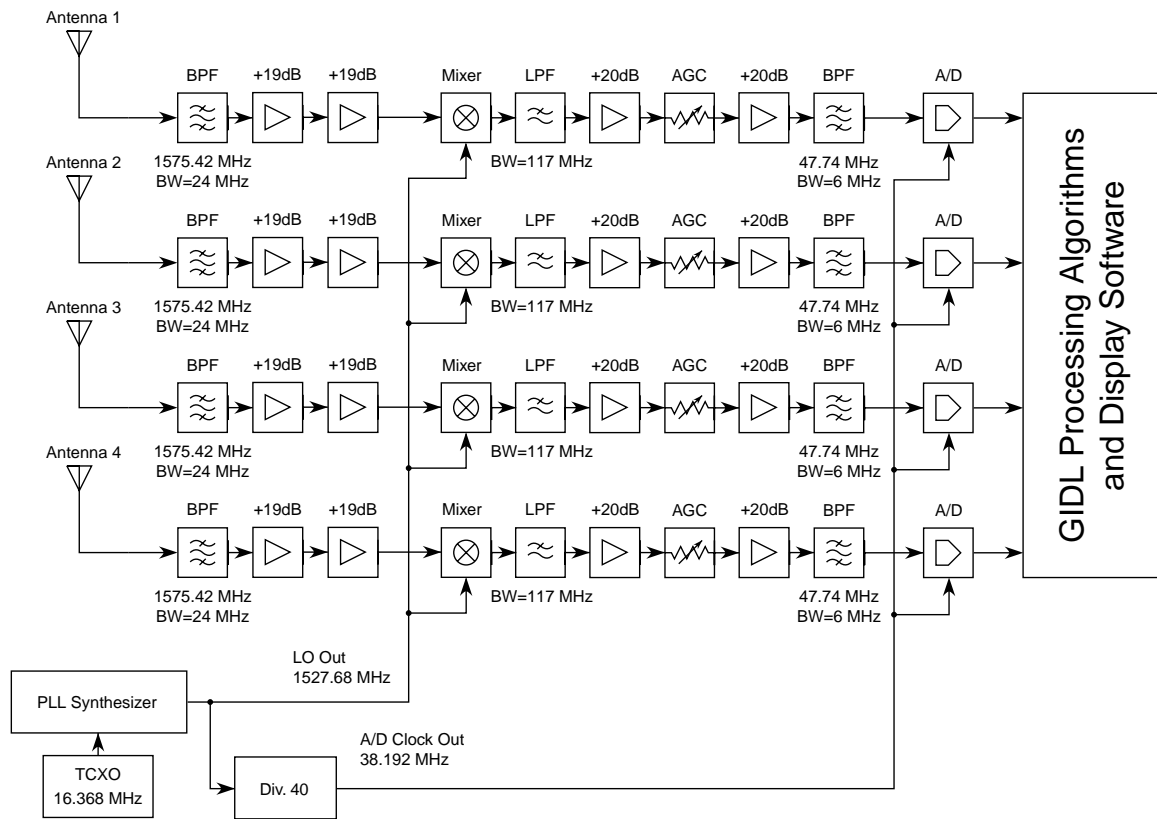 Antenna 1
BPF
+19dB
+19dB
Mixer
LPF
+20dB
AGC
+20dB
BPF
A/D
1575.42 MHz
BW=24 MHz
BW=117 MHz
47.74 MHz
BW=6 MHz
Antenna 2
BPF
+19dB
+19dB
Mixer
LPF
+20dB
AGC
+20dB
BPF
A/D
1575.42 MHz
BW=24 MHz
BW=117 MHz
47.74 MHz
BW=6 MHz
Antenna 3
BPF
+19dB
+19dB
Mixer
LPF
+20dB
AGC
+20dB
BPF
A/D
1575.42 MHz
BW=24 MHz
BW=117 MHz
47.74 MHz
BW=6 MHz
Antenna 4
BPF
+19dB
+19dB
Mixer
LPF
+20dB
AGC
+20dB
BPF
A/D
1575.42 MHz
BW=24 MHz
BW=117 MHz
47.74 MHz
BW=6 MHz
GIDL Processing Algorithms
and Display Software
LO Out
1527.68 MHz
PLL Synthesizer
A/D Clock Out
38.192 MHz
TCXO
16.368 MHz
Div. 40